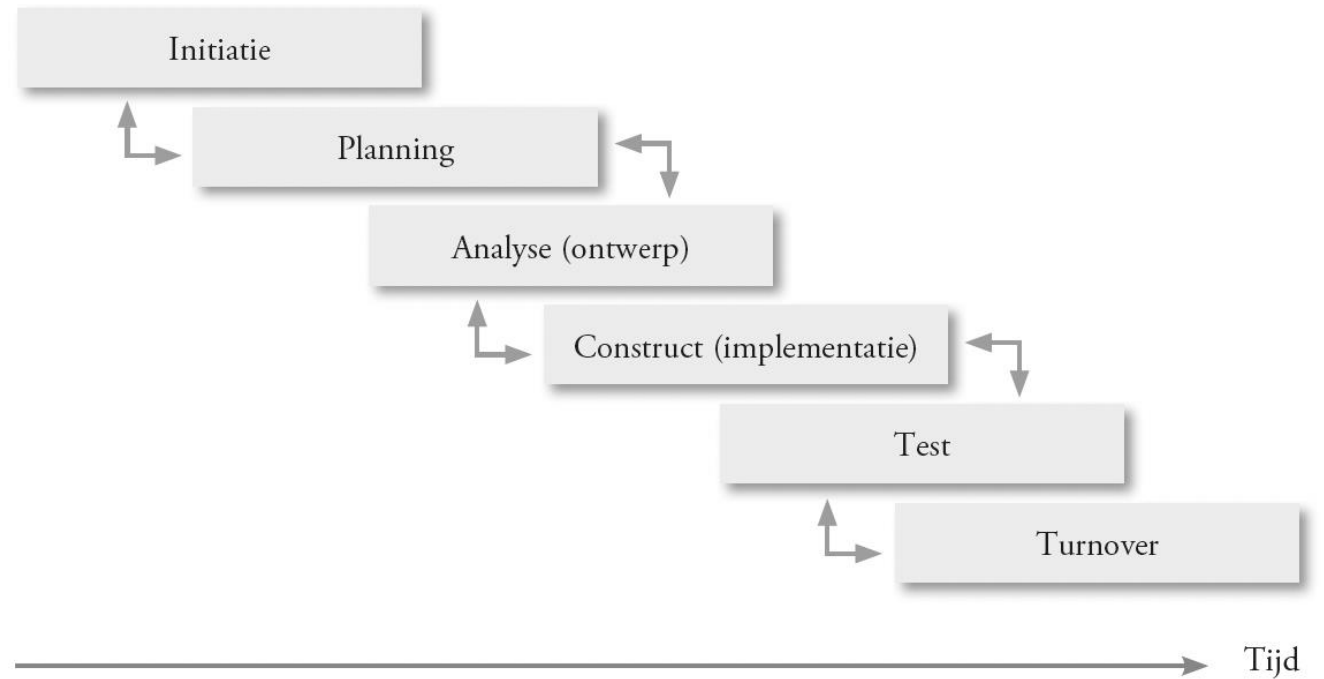 Initiatie
Planning
Analyse (ontwerp)
Construct (implementatie)
Test
Turnover
Tijd